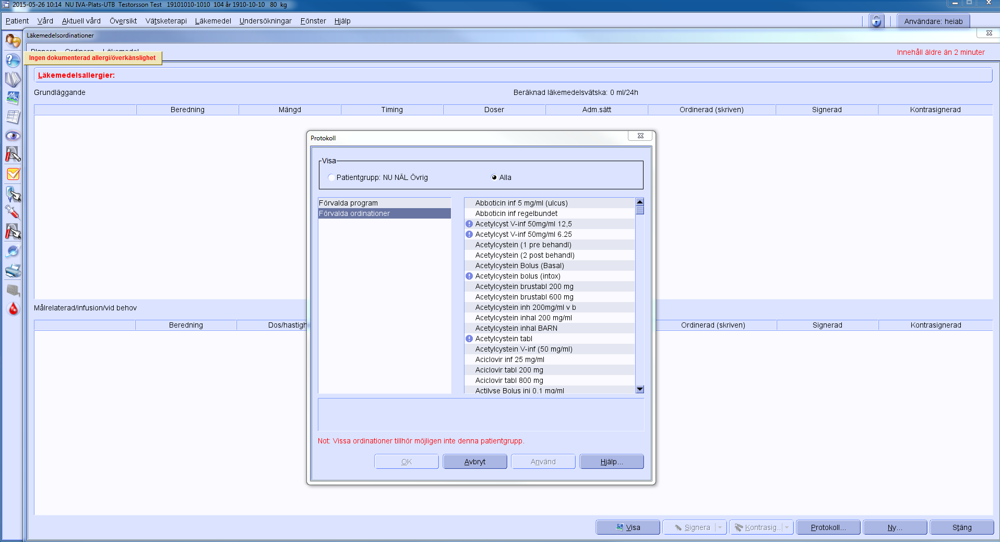 2015-05-26 10:14 NU IVA-Plats-UTB Testorsson Test 19101010-1010 104 år 1910-10-10 80 kg
Patient Vård Aktuell vård Översikt Vätsketerapi Läkemedel Undersökningar Fönster Hjälp
Användare: heiab
Läkemedelsordinationer
Planera Ordinera Läkemedel
Ingen dokumenterad allergi/överkänslighet
Innehåll äldre än 2 minuter
Läkemedelsallergier:
Grundläggande
Beräknad läkemedelsvätska: 0 ml/24h
Beredning Mängd Timing Doser Adm.sätt Ordinerad (skriven) Signerad Kontrasignerad
Protokoll
Visa
Patientgrupp: NU NÄL Övrig
Alla
Förvalda program
Förvalda ordinationer
Abboticin inf 5 mg/ml (ulcus)
Abboticin inf regelbundet
Acetylcyst V-inf 50mg/ml 12,5
Acetylcyst V-inf 50mg/ml 6.25
Acetylcystein (1 pre behandl)
Acetylcystein (2 post behandl)
Acetylcystein Bolus (Basal)
Acetylcystein bolus (intox)
Acetylcystein brustabl 200 mg
Acetylcystein brustabl 600 mg
Acetylcystein inh 200mg/ml v b
Acetylcystein inhal 200 mg/ml
Acetylcystein inhal BARN
Acetylcystein tabl
Acetylcystein V-inf (50 mg/ml)
Aciclovir inf 25 mg/ml
Aciclovir tabl 200 mg
Aciclovir tabl 800 mg
Actilyse Bolus inj 0,1 mg/ml
Not: Vissa ordinationer tillhör möjligen inte denna patientgrupp.
OK Avbryt Använd Hjälp...
Målrelaterad/infusion/vid behov
Beredning Dos/hastigh Ordinerad (skriven) Signerad Kontrasignerad
Visa Signera Kontrasig... Protokoll... Ny... Stäng